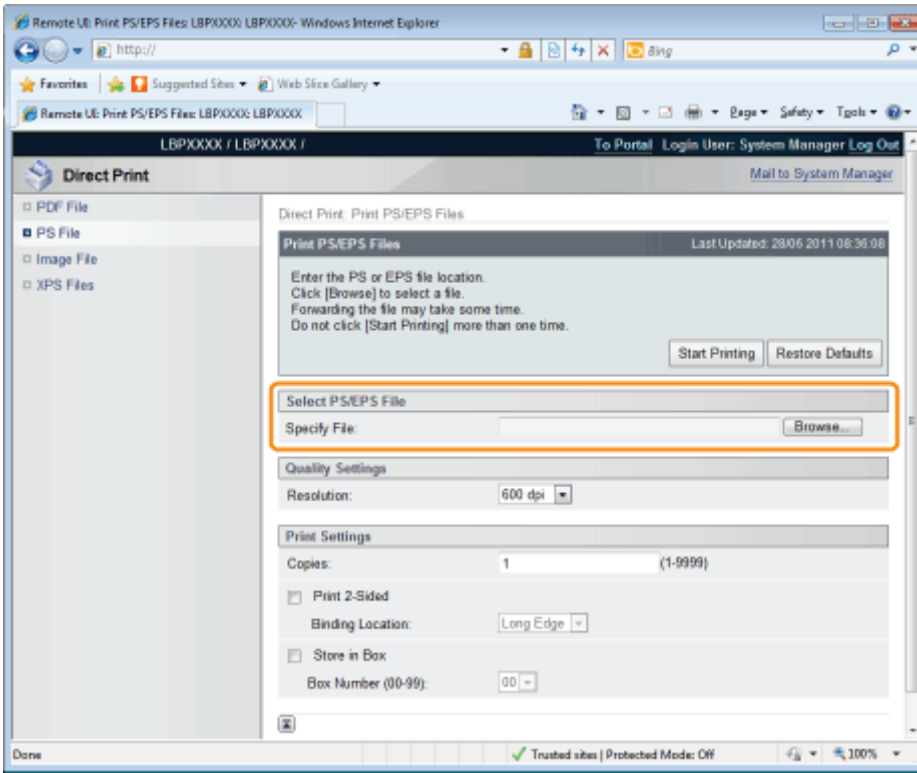 Remote UI: Print PS/EPS Files: LBPXXXX: LBPXXXX - Windows Internet Explorer
http://
Bing
Favorites Suggested Sites Web Slice Gallery
Remote UI: Print PS/EPS Files: LBPXXXX: LBPXXXX
Page Safety Tools
LBPXXXX / LBPXXXX /
To Portal Login User: System Manager Log Out
Direct Print
Mail to System Manager
PDF File
PS File
Image File
XPS Files
Direct Print: Print PS/EPS Files
Print PS/EPS Files Last Updated: 28/06 2011 08:36:08
Enter the PS or EPS file location.
Click [Browse] to select a file.
Forwarding the file may take some time.
Do not click [Start Printing] more than one time.
Start Printing Restore Defaults
Select PS/EPS File
Specify File: Browse...
Quality Settings
Resolution: 600 dpi
Print Settings
Copies: 1 (1-9999)
Print 2-Sided
Binding Location: Long Edge
Store in Box
Box Number (00-99): 00
Done Trusted sites | Protected Mode: Off 100%